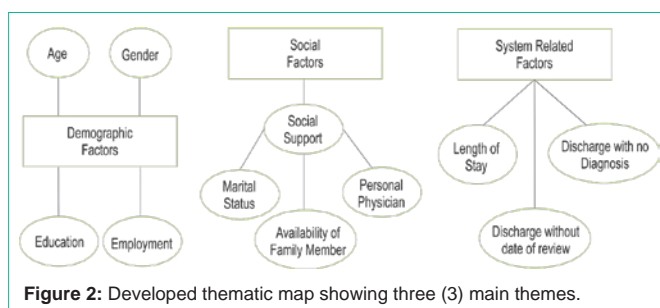 Age
Gender
Demographic
Factors
Education
Employment
Social
Factors
Social
Support
Marital
Status
Personal
Physician
Availability of
Family Member
System Related
Factors
Length of
Stay
Discharge with no
Diagnosis
Discharge without
date of review
Figure 2: Developed thematic map showing three (3) main themes.